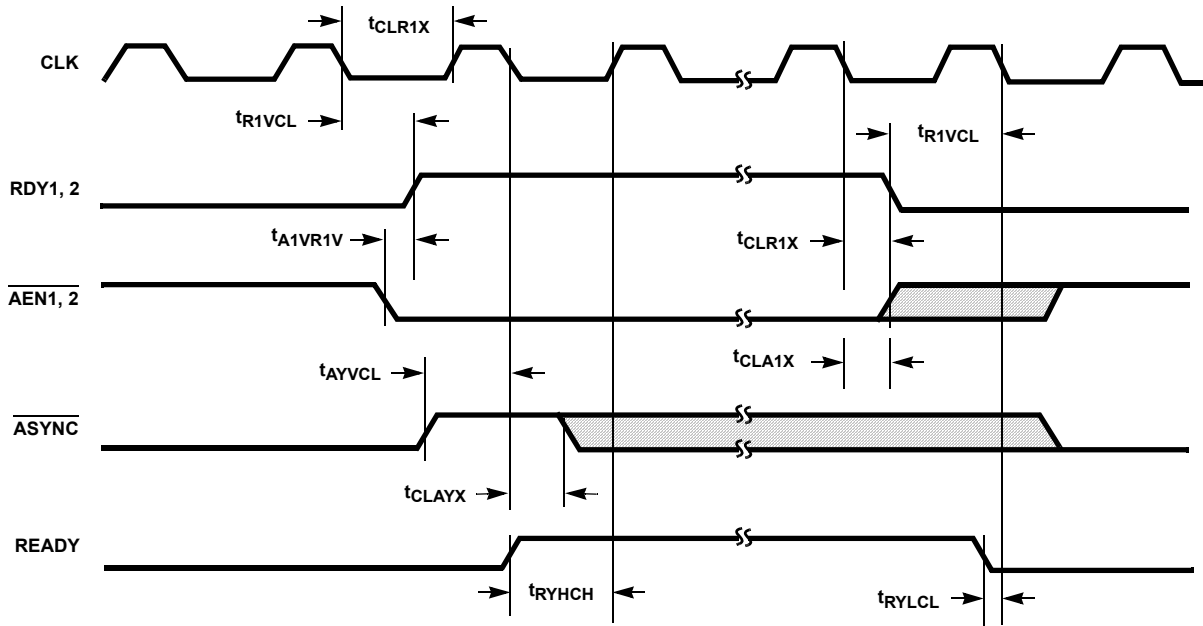 tCLR1X
CLK
tR1VCL
tR1VCL
RDY1, 2
tA1VR1V
tCLR1X
AEN1, 2
tCLA1X
tAYVCL
ASYNC
tCLAYX
READY
tRYHCH
tRYLCL